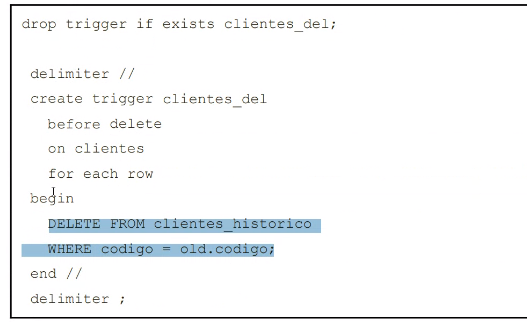 drop trigger if exists clientes_del;
delimiter //
create trigger clientes_del
before delete
on clientes
for each row
begin
DELETE FROM clientes_historico
WHERE codigo = old.codigo;
end //
delimiter ;